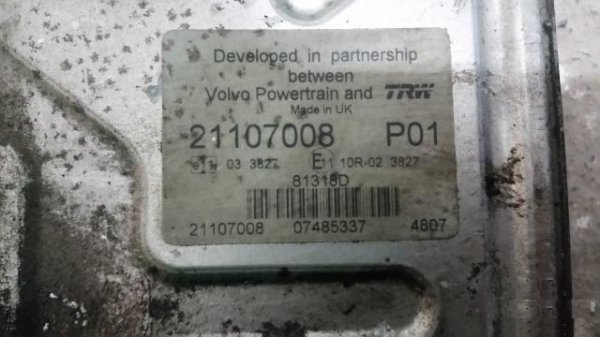 Developed in partnership
between
Volvo Powertrain and TRW
Made in UK
21107008 P01
e11 03 3827 E11 10R-02 3827
81318D
21107008 07485337 4807